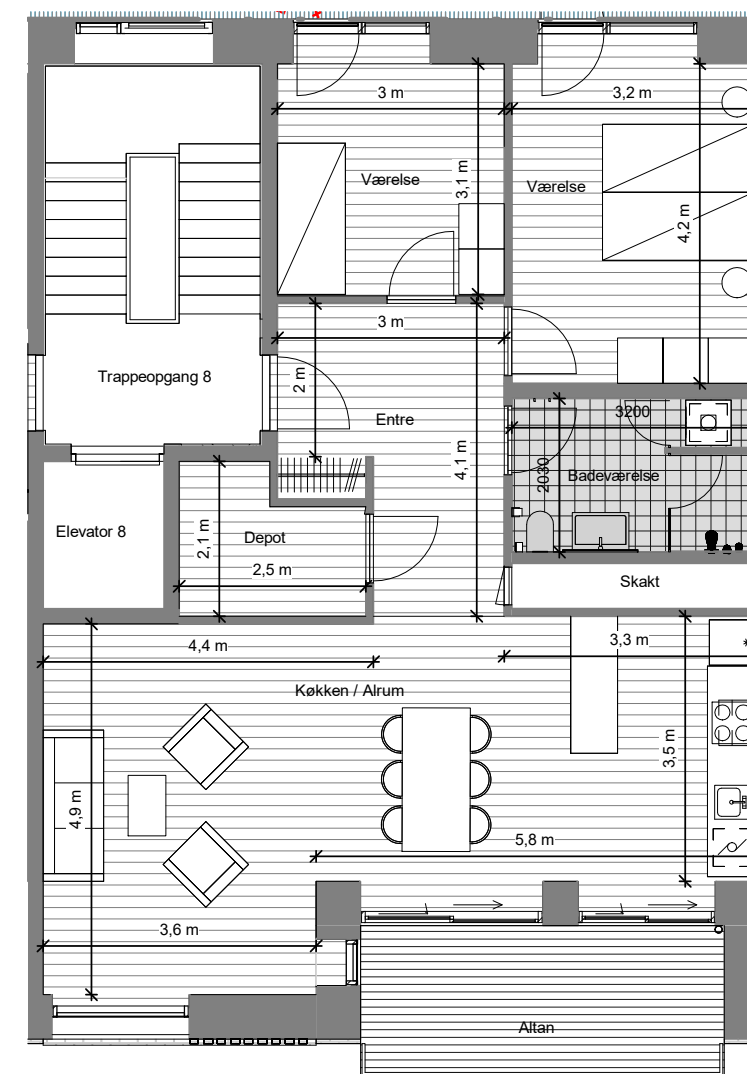 3 m
3,2 m
Værelse
3,1 m
Værelse
4,2 m
3 m
Trappeopgang 8
2 m
Entre
3200
4,1 m
2030
Badeværelse
Elevator 8
2,1 m
Depot
2,5 m
Skakt
4,4 m
3,3 m
Køkken / Alrum
3,5 m
4,9 m
5,8 m
3,6 m
Altan